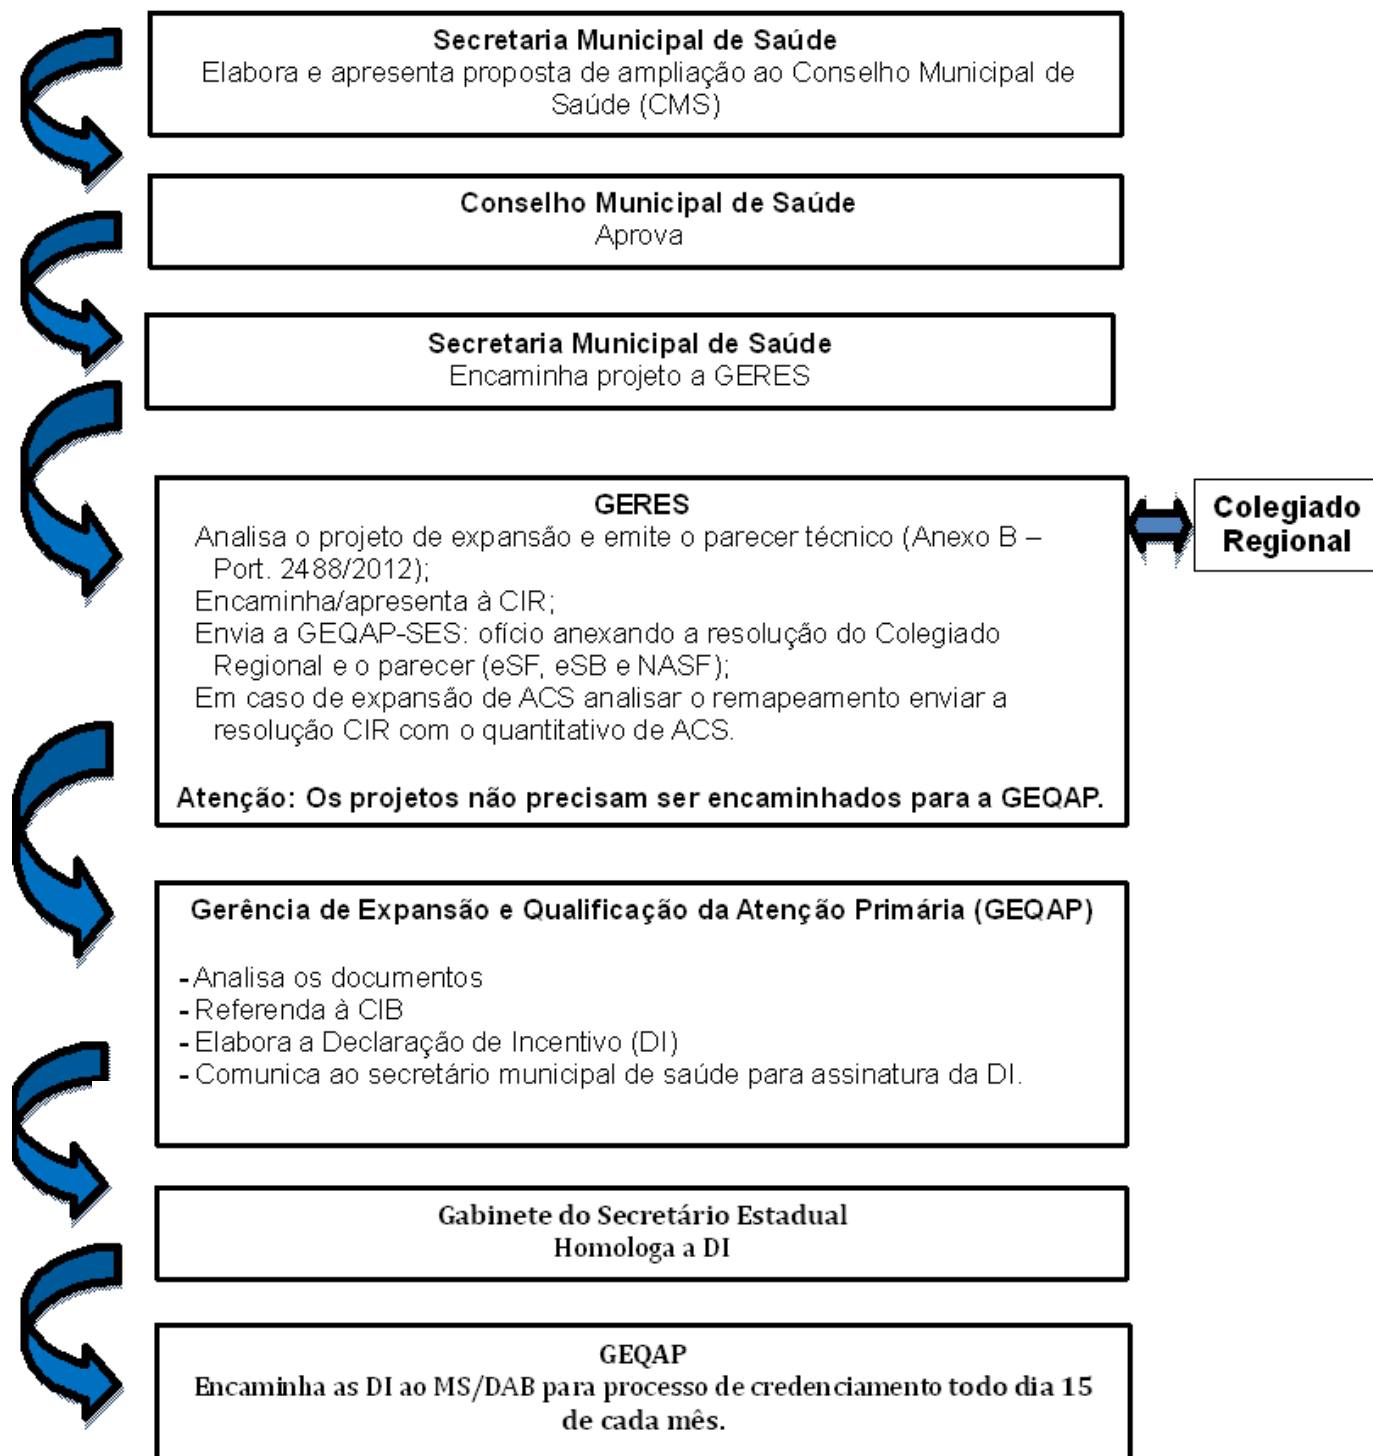 Secretaria Municipal de Saúde
Elabora e apresenta proposta de ampliação ao Conselho Municipal de
Saúde (CMS)
Conselho Municipal de Saúde
Aprova
Secretaria Municipal de Saúde
Encaminha projeto a GERES
GERES
Analisa o projeto de expansão e emite o parecer técnico (Anexo B –
Port. 2488/2012);
Encaminha/apresenta à CIR;
Envia a GEQAP-SES: ofício anexando a resolução do Colegiado
Regional e o parecer (eSF, eSB e NASF);
Em caso de expansão de ACS analisar o remapeamento enviar a
resolução CIR com o quantitativo de ACS.
Atenção: Os projetos não precisam ser encaminhados para a GEQAP.
Colegiado
Regional
Gerência de Expansão e Qualificação da Atenção Primária (GEQAP)
- Analisa os documentos
- Referenda à CIB
- Elabora a Declaração de Incentivo (DI)
- Comunica ao secretário municipal de saúde para assinatura da DI.
Gabinete do Secretário Estadual
Homologa a DI
GEQAP
Encaminha as DI ao MS/DAB para processo de credenciamento todo dia 15
de cada mês.